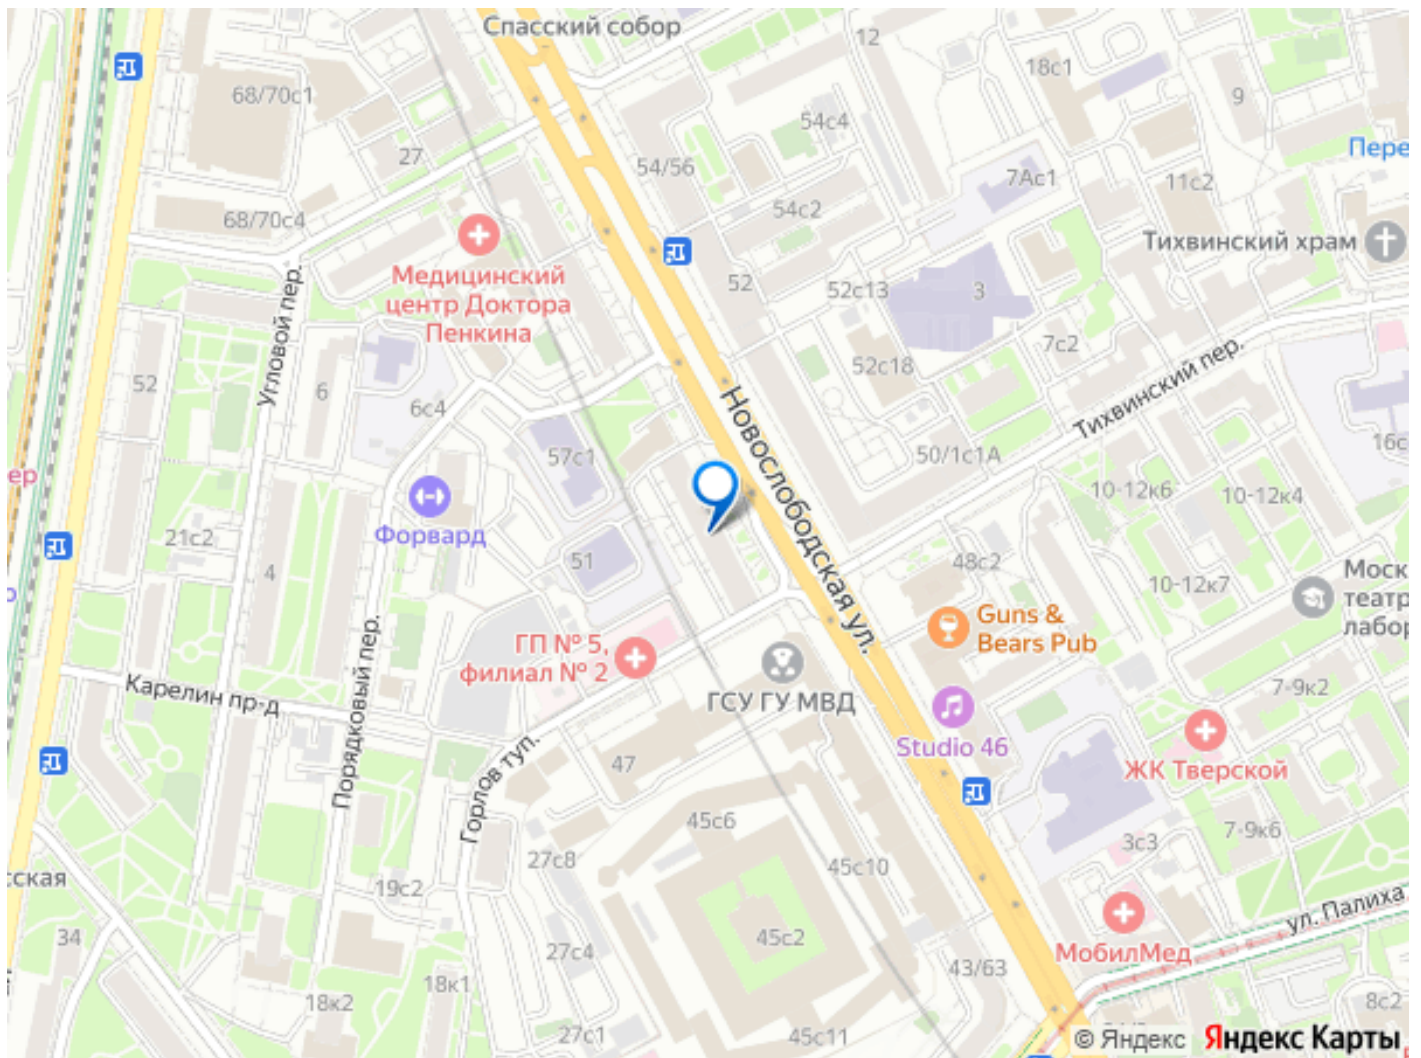 Спасский собор
12
18с1
68/70с1
9
54с4
27
54/56
Пере
7Ас1
11с2
68/70с4
54с2
Тихвинский храм
Медицинский
центр Доктора
Пенкина
52
52с13
3
Угловой пер.
52с18
7с2
Тихвинский пер.
52
6
6с4
Новослободская ул.
16с
57с1
50/1с1А
ер
10-12к6
10-12к4
Форвард
21с2
51
4
48с2
10-12к7
Моск
театр
лабор
Guns &
Bears Pub
ГП № 5,
филиал № 2
Карелин пр-д
Порядковый пер.
ГСУ ГУ МВД
7-9к2
Studio 46
ЖК Тверской
Горлов туп.
47
45с6
3с3
7-9к6
27с8
45с10
сская
19с2
ул. Палиха
34
27с4
45с2
МобилМед
43/63
18к2
18к1
8с2
27с1
45с11
© Яндекс Яндекс Карты